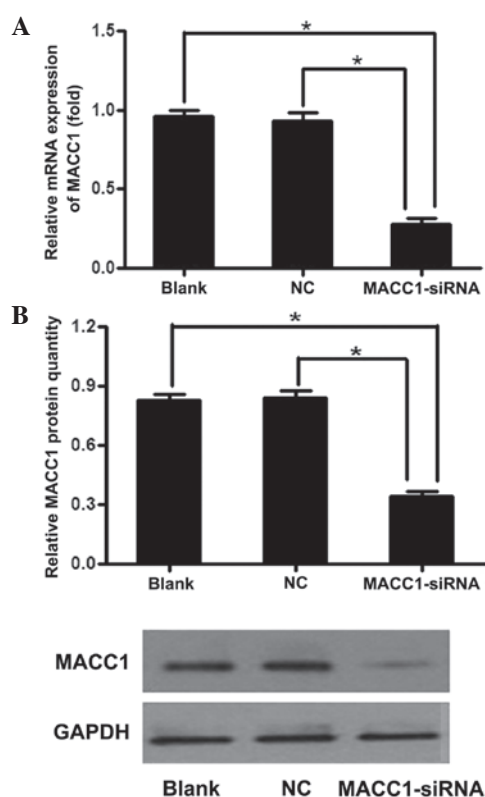 A
Relative mRNA expression
of MACC1 (fold)
1.5
1.0
0.5
0.0
*
*
Blank NC MACC1-siRNA
B
Relative MACC1 protein quantity
1.2
0.9
0.6
0.3
0.0
*
*
Blank NC MACC1-siRNA
MACC1
GAPDH
Blank NC MACC1-siRNA